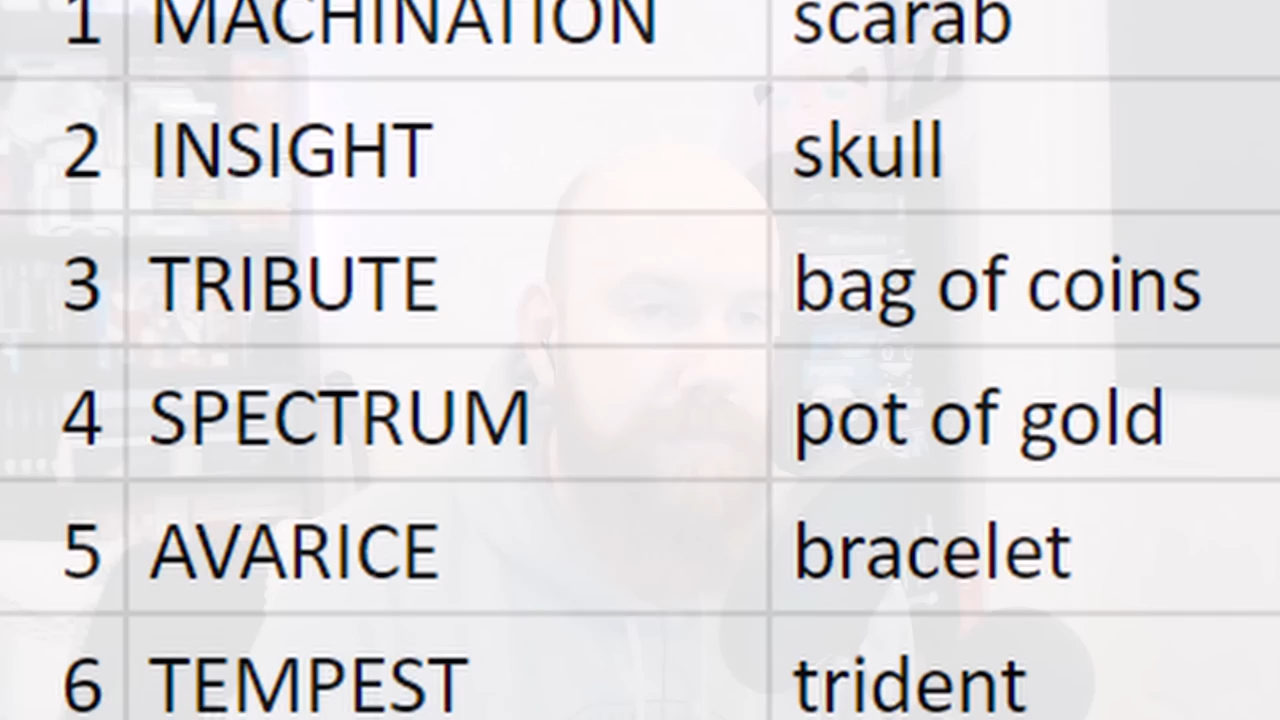 1 MACHINATION scarab
2 INSIGHT skull
3 TRIBUTE bag of coins
4 SPECTRUM pot of gold
5 AVARICE bracelet
6 TEMPEST trident